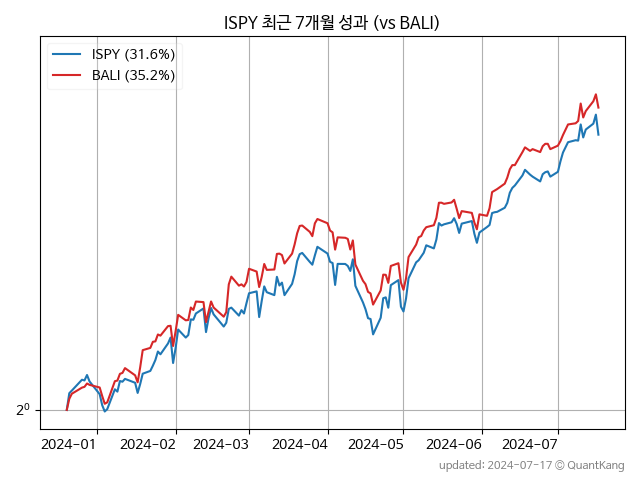 ISPY 최근 7개월 성과 (vs BALI)
ISPY (31.6%)
BALI (35.2%)
2⁰
2024-01 2024-02 2024-03 2024-04 2024-05 2024-06 2024-07
updated: 2024-07-17 © QuantKang